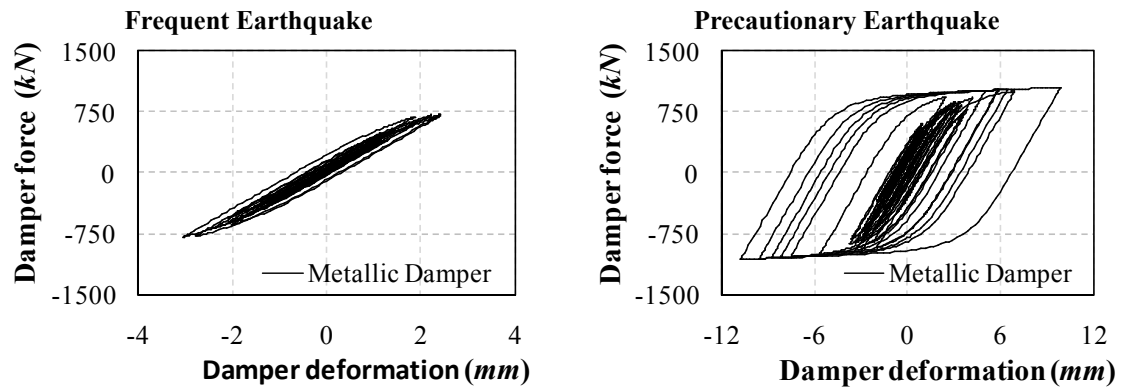 Frequent Earthquake
Damper force (kN)
1500
750
0
-750
-1500
Metallic Damper
-4 -2 0 2 4
Damper deformation (mm)
Precautionary Earthquake
Damper force (kN)
1500
750
0
-750
-1500
Metallic Damper
-12 -6 0 6 12
Damper deformation (mm)